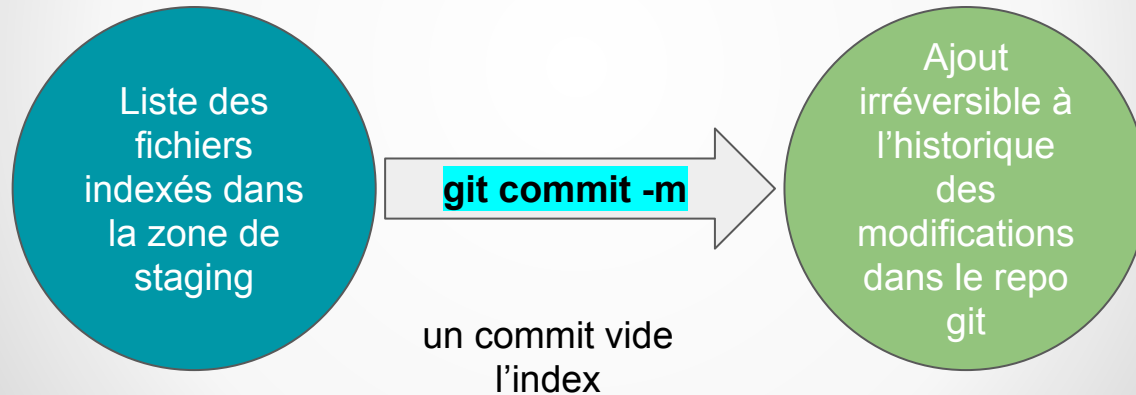 Liste des
fichiers
indexés dans
la zone de
staging
git commit -m
un commit vide
l’index
Ajout
irréversible à
l’historique
des
modifications
dans le repo
git